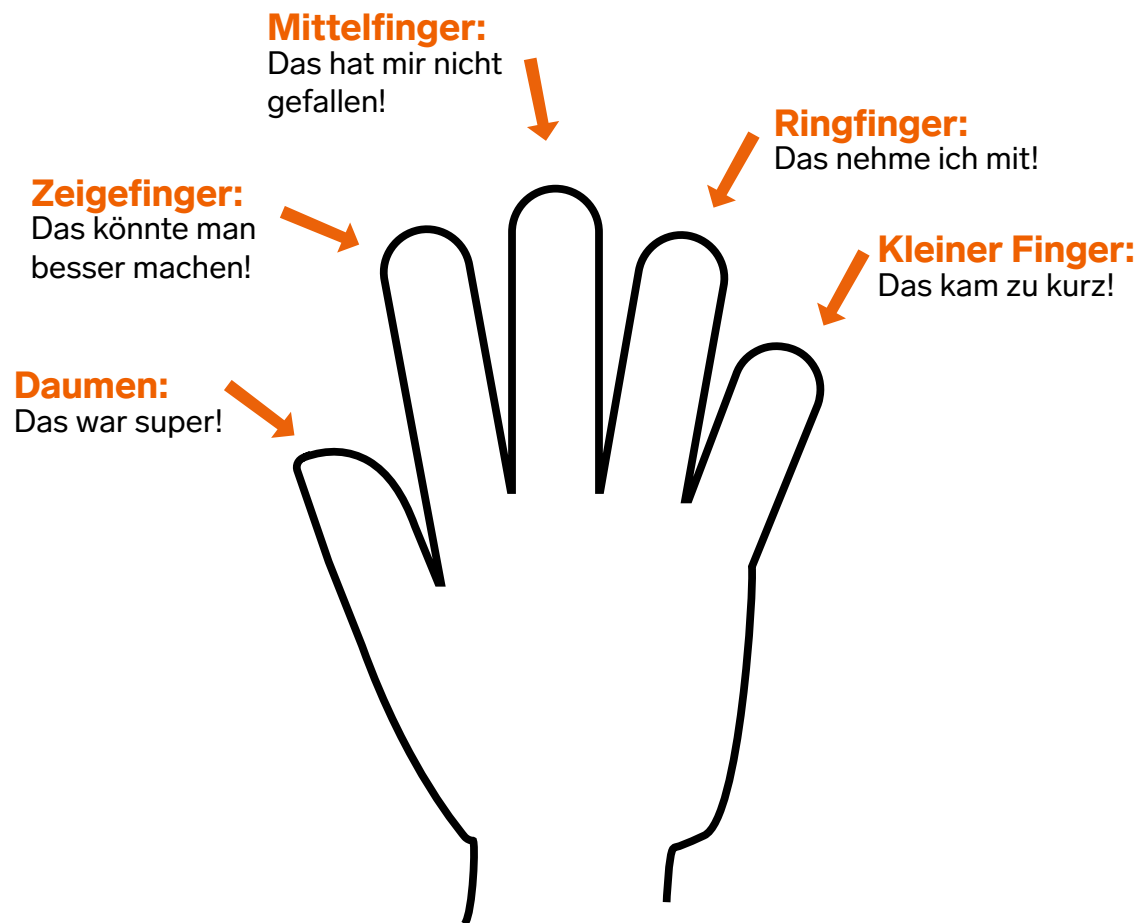 Mittelfinger:
Das hat mir nicht
gefallen!
Ringfinger:
Das nehme ich mit!
Zeigefinger:
Das könnte man
besser machen!
Kleiner Finger:
Das kam zu kurz!
Daumen:
Das war super!